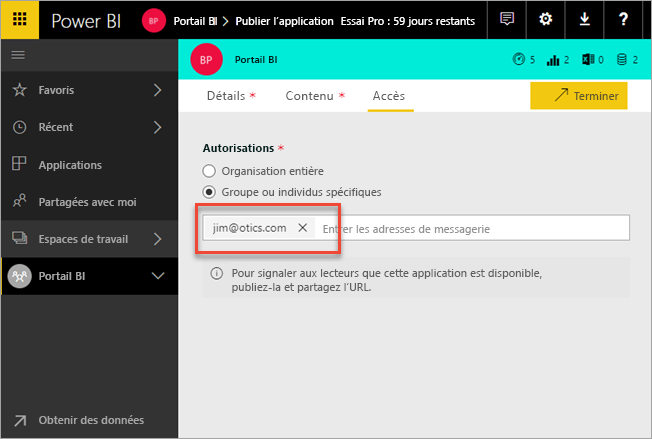 Power BI BP Portail BI > Publier l'application Essai Pro : 59 jours restants ?
BP Portail BI 5 2 0 2
Favoris
Récent
Applications
Partagées avec moi
Espaces de travail
Portail BI
Obtenir des données
Détails * Contenu * Accès Terminer
Autorisations *
Organisation entière
Groupe ou individus spécifiques
jim@otics.com X Entrer les adresses de messagerie
Pour signaler aux lecteurs que cette application est disponible,
publiez-la et partagez l'URL.